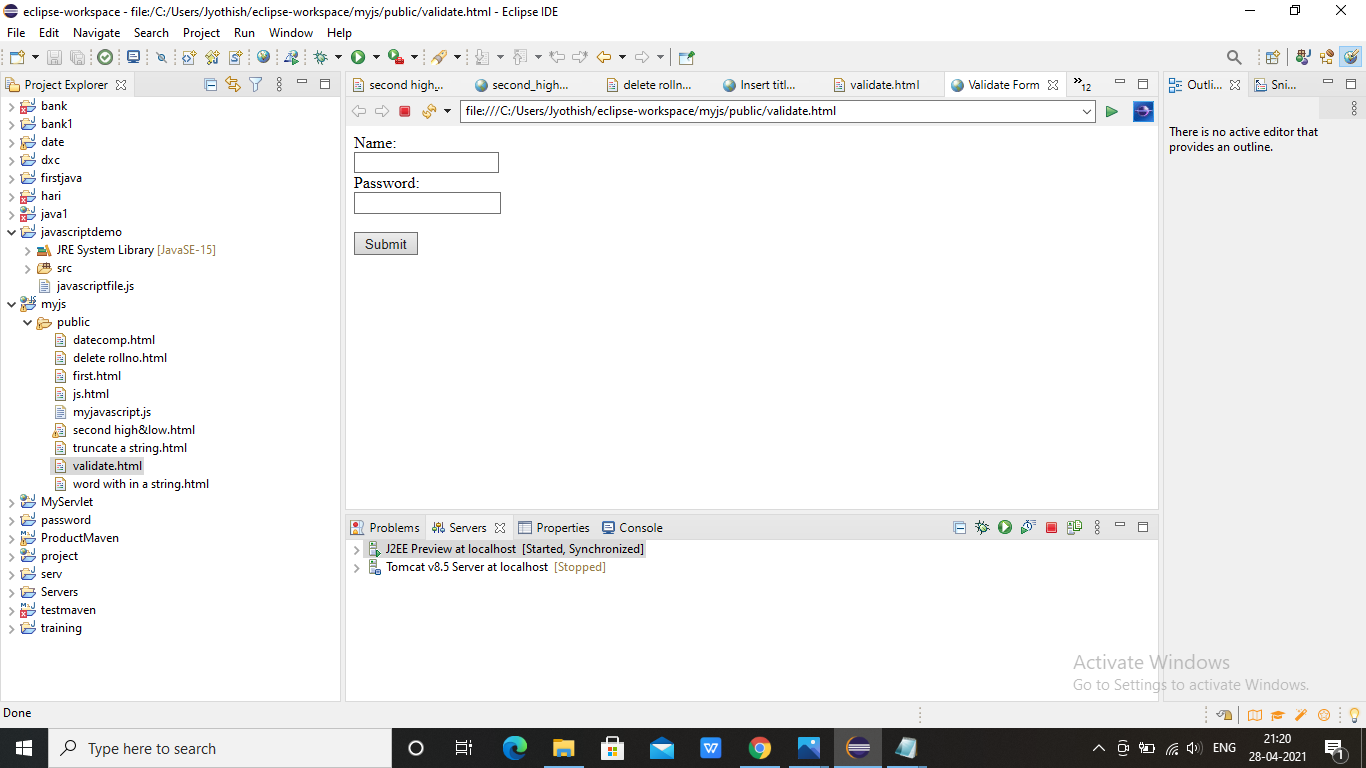 eclipse-workspace - file:/C:/Users/Jyothish/eclipse-workspace/myjs/public/validate.html - Eclipse IDE
File Edit Navigate Search Project Run Window Help
Project Explorer
bank
bank1
date
dxc
firstjava
hari
java1
javascriptdemo
JRE System Library [JavaSE-15]
src
javascriptfile.js
myjs
public
datecomp.html
delete rollno.html
first.html
js.html
myjavascript.js
second high&low.html
truncate a string.html
validate.html
word with in a string.html
MyServlet
password
ProductMaven
project
serv
Servers
testmaven
training
second high... second_high... delete rolln... Insert titl... validate.html Validate Form »12
file:///C:/Users/Jyothish/eclipse-workspace/myjs/public/validate.html
Name:
Password:
Submit
Problems Servers Properties Console
J2EE Preview at localhost [Started, Synchronized]
Tomcat v8.5 Server at localhost [Stopped]
Outli... Sni...
There is no active editor that
provides an outline.
Activate Windows
Go to Settings to activate Windows.
Done
Type here to search
ENG
21:20
28-04-2021
1